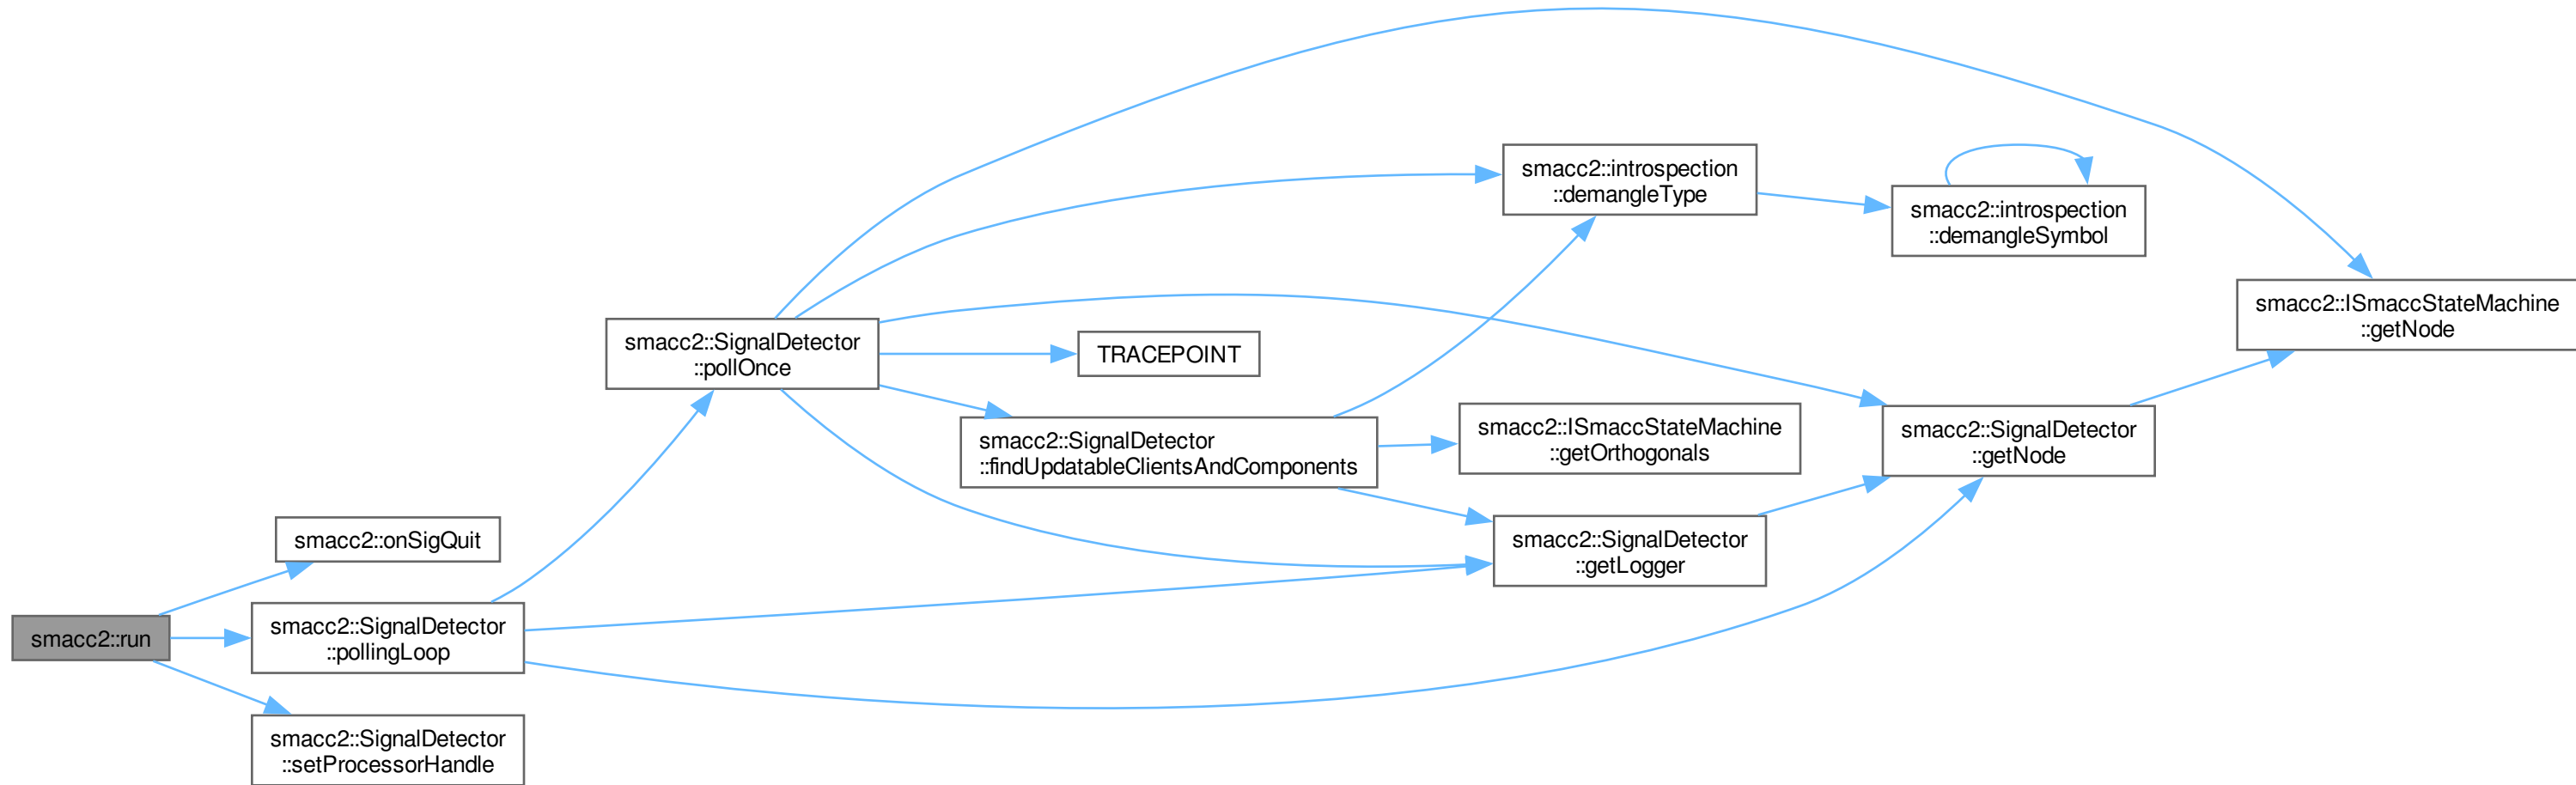 smacc2::run
smacc2::onSigQuit
smacc2::SignalDetector
::pollingLoop
smacc2::SignalDetector
::setProcessorHandle
smacc2::SignalDetector
::pollOnce
TRACEPOINT
smacc2::SignalDetector
::findUpdatableClientsAndComponents
smacc2::introspection
::demangleType
smacc2::ISmaccStateMachine
::getOrthogonals
smacc2::SignalDetector
::getLogger
smacc2::introspection
::demangleSymbol
smacc2::SignalDetector
::getNode
smacc2::ISmaccStateMachine
::getNode